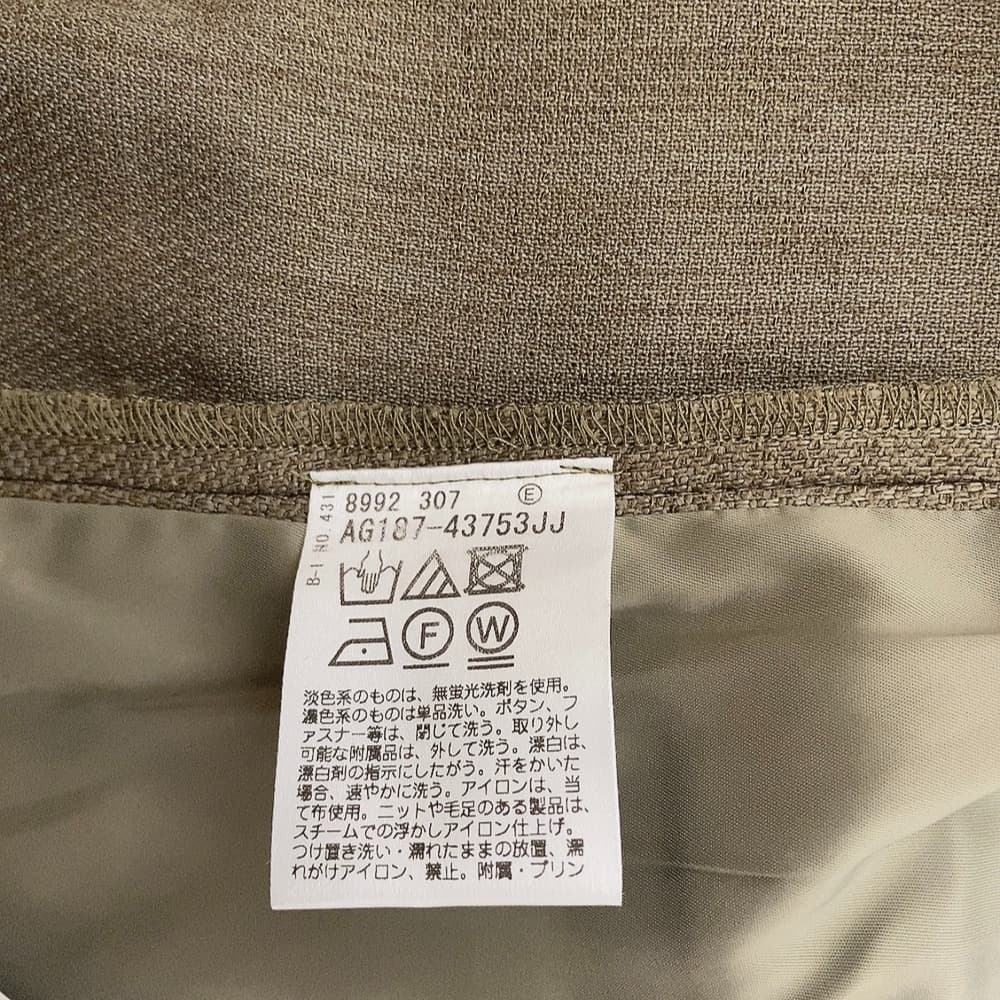 B-I NO.431
8992 307 Ⓔ
AG187-43753JJ
F W
淡色系のものは、無蛍光洗剤を使用。
濃色系のものは単品洗い。ボタン、フ
ァスナー等は、閉じて洗う。取り外し
可能な附属品は、外して洗う。漂白は、
漂白剤の指示にしたがう。汗をかいた
場合、速やかに洗う。アイロンは、当
て布使用。ニットや毛足のある製品は、
スチームでの浮かしアイロン仕上げ。
つけ置き洗い・濡れたままの放置、濡
れがけアイロン、禁止。附属・プリン